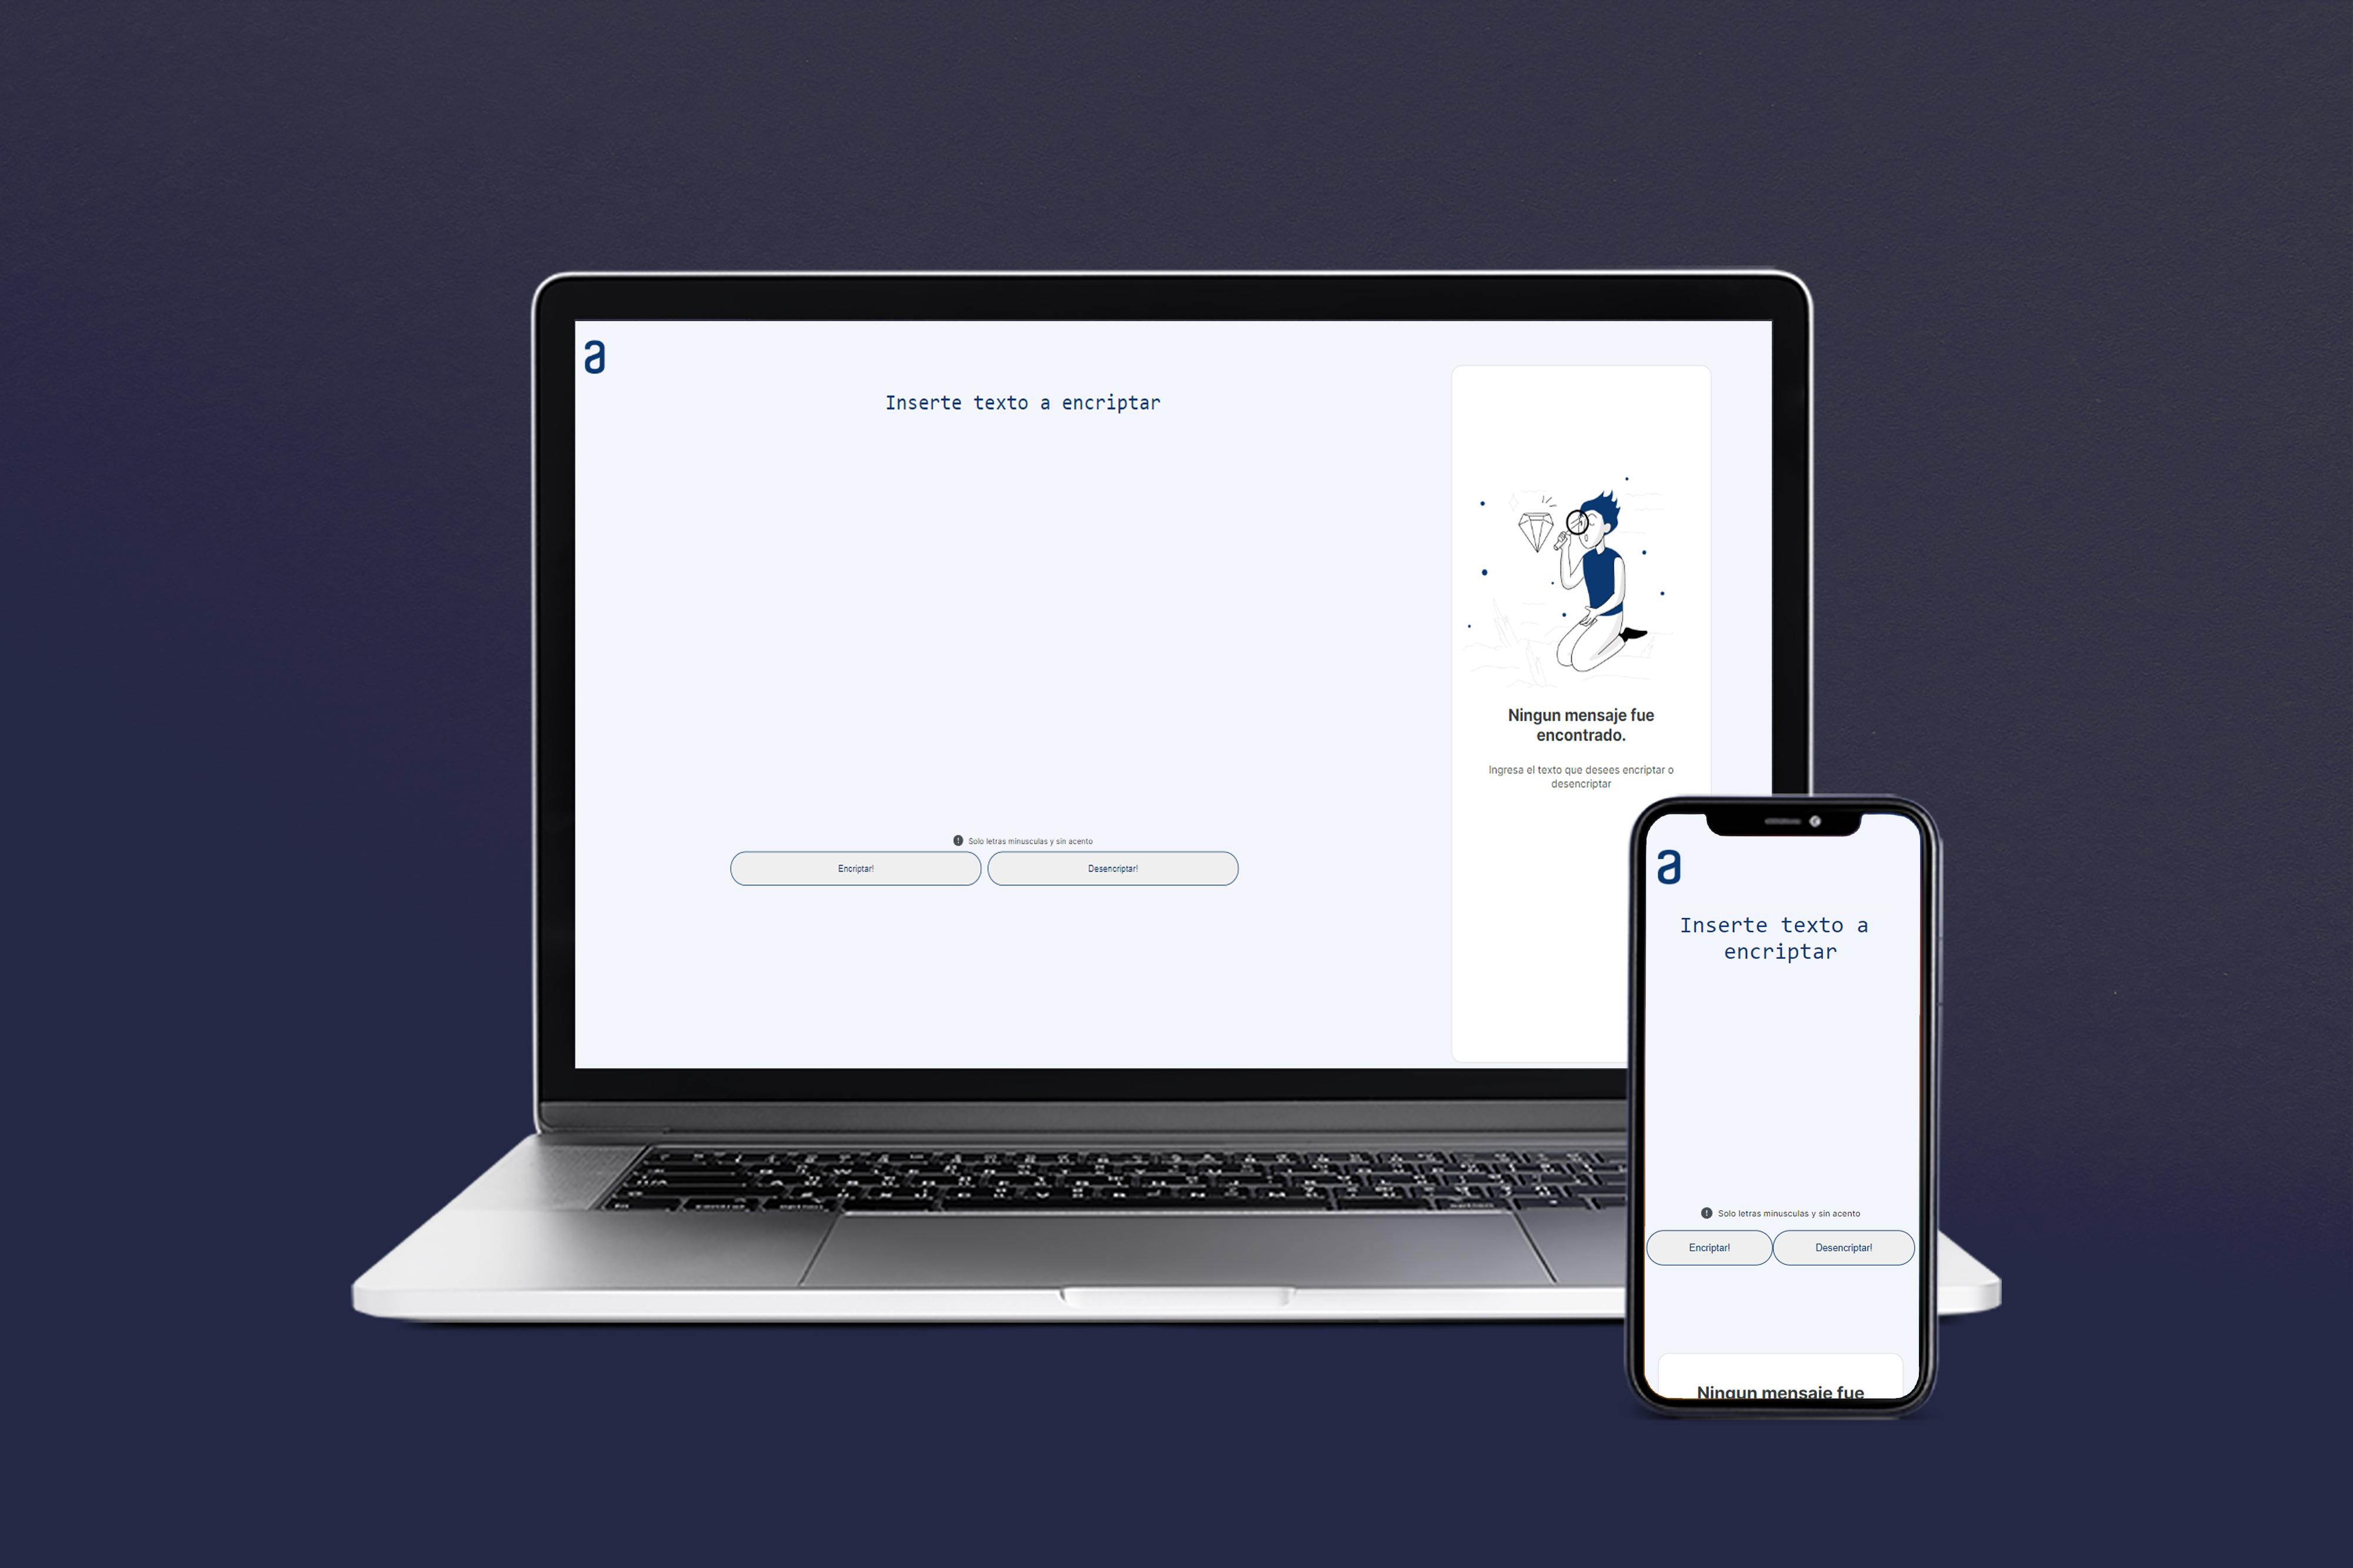 a
Inserte texto a encriptar
Ningun mensaje fue
encontrado.
Ingresa el texto que desees encriptar o
desencriptar
! Solo letras minusculas y sin acento
Encriptar!
Desencriptar!
a
Inserte texto a
encriptar
! Solo letras minusculas y sin acento
Encriptar!
Desencriptar!
Ningun mensaje fue